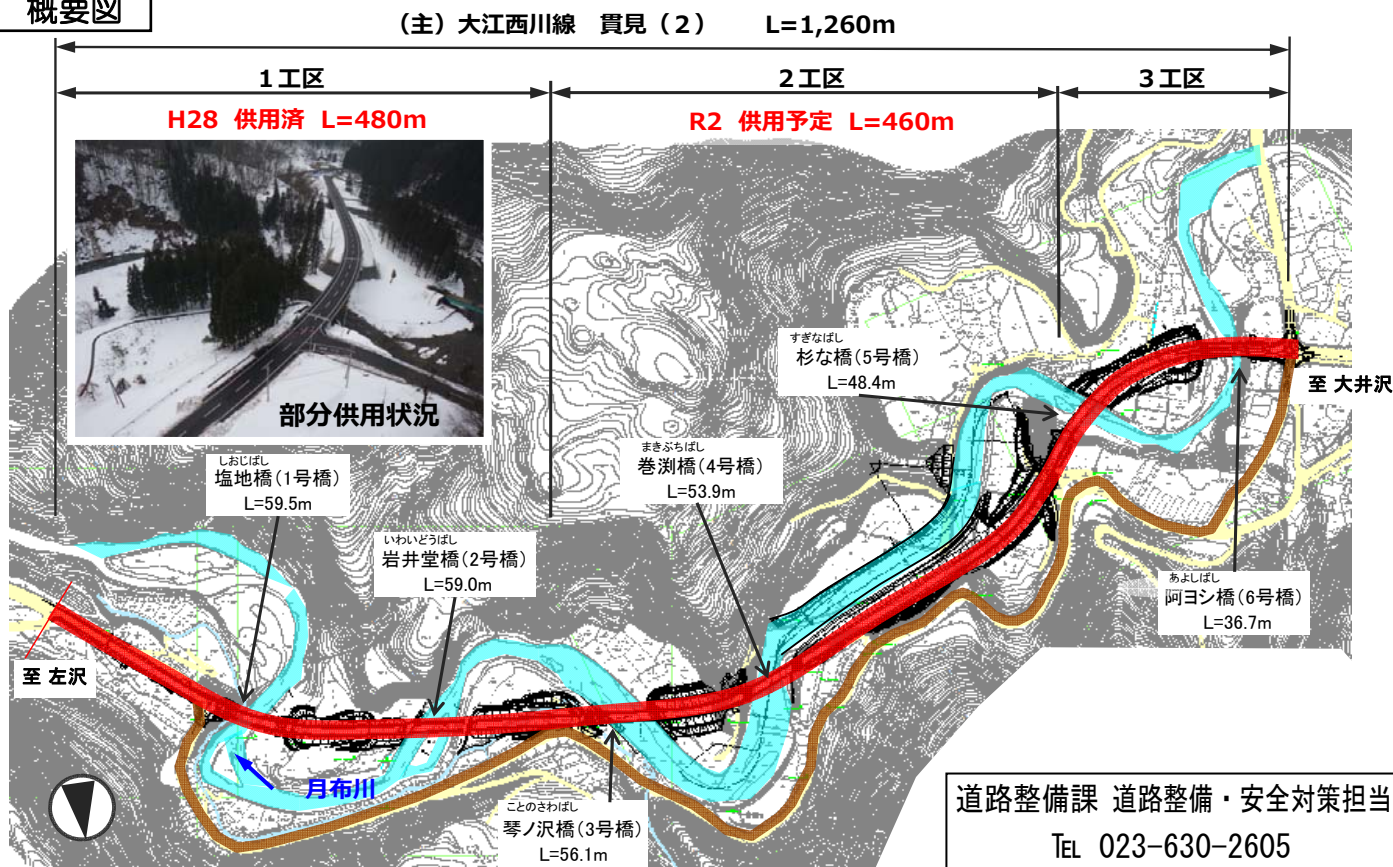 概要図
（主）大江西川線 貫見（２） L=1,260m
１工区
２工区
３工区
H28 供用済 L=480m
R2 供用予定 L=460m
部分供用状況
すぎなばし
杉な橋(5号橋)
L=48.4m
至 大井沢
まきぶちばし
巻渕橋(4号橋)
L=53.9m
しおじばし
塩地橋(1号橋)
L=59.5m
いわいどうばし
岩井堂橋(2号橋)
L=59.0m
あよしばし
阿ヨシ橋(6号橋)
L=36.7m
至 左沢
月布川
ことのさわばし
琴ノ沢橋(3号橋)
L=56.1m
道路整備課 道路整備・安全対策担当
℡ 023-630-2605